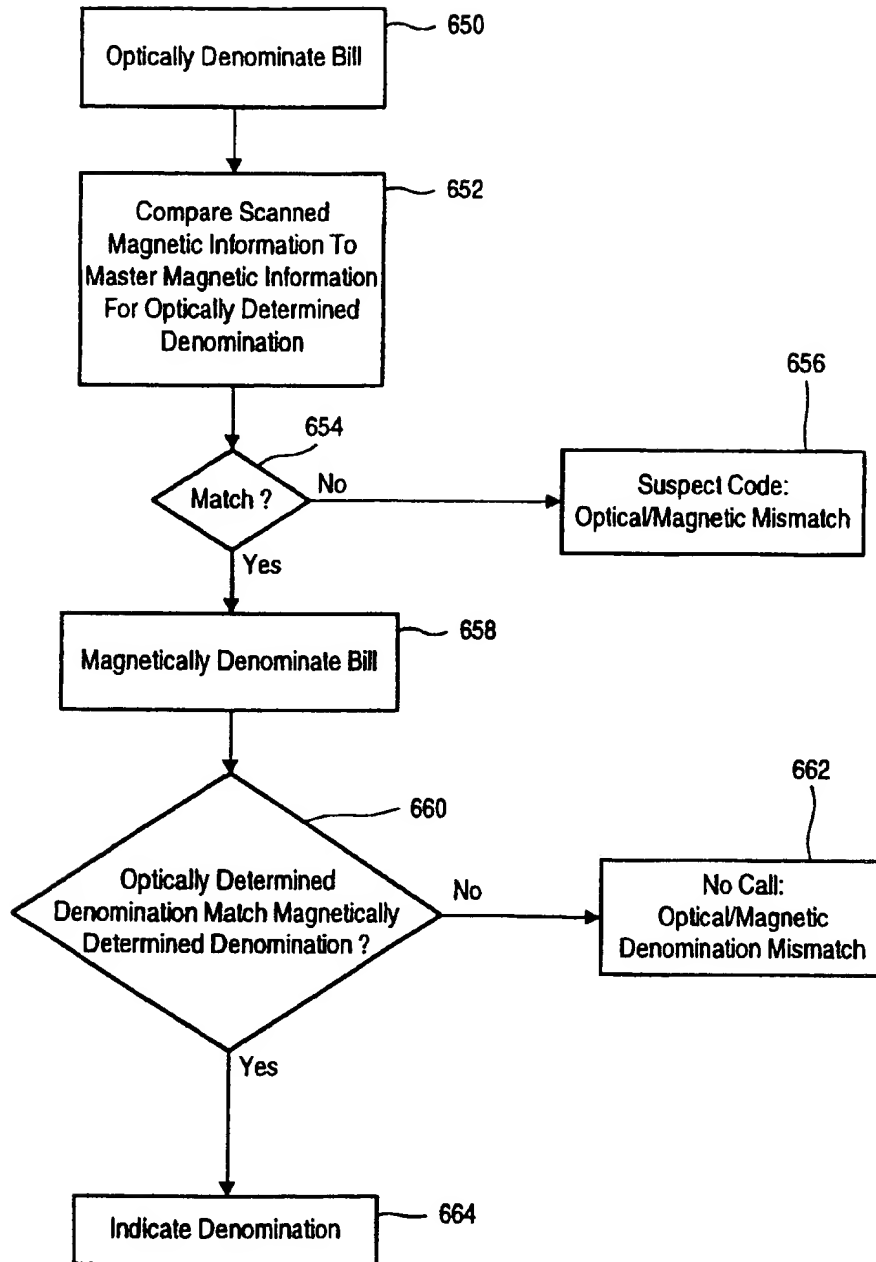 650
Optically Denominate Bill
652
Compare Scanned
Magnetic Information To
Master Magnetic Information
For Optically Determined
Denomination
654
Match ?
No
656
Suspect Code:
Optical/Magnetic Mismatch
Yes
658
Magnetically Denominate Bill
660
Optically Determined
Denomination Match Magnetically
Determined Denomination ?
No
662
No Call:
Optical/Magnetic
Denomination Mismatch
Yes
Indicate Denomination
664